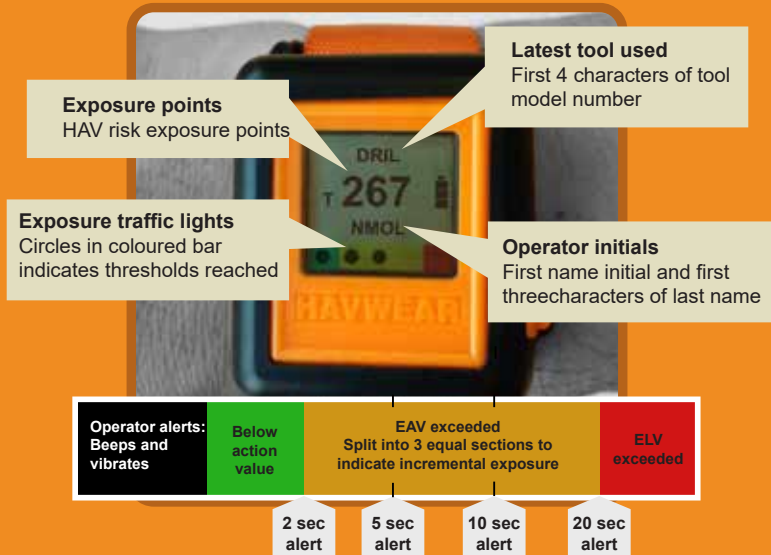 Latest tool used
First 4 characters of tool
model number
Exposure points
HAV risk exposure points
DRIL
T 267
NMOL
Exposure traffic lights
Circles in coloured bar
indicates thresholds reached
Operator initials
First name initial and first
threecharacters of last name
HAVWEAR
Operator alerts:
Beeps and
vibrates
Below
action
value
EAV exceeded
Split into 3 equal sections to
indicate incremental exposure
ELV
exceeded
2 sec
alert
5 sec
alert
10 sec
alert
20 sec
alert